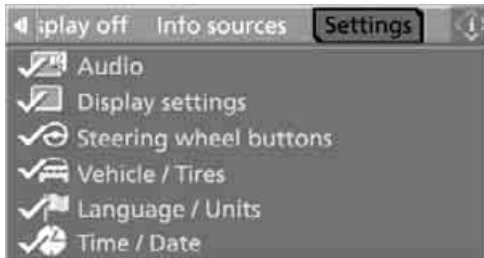 splay off Info sources Settings
Audio
Display settings
Steering wheel buttons
Vehicle / Tires
Language / Units
Time / Date